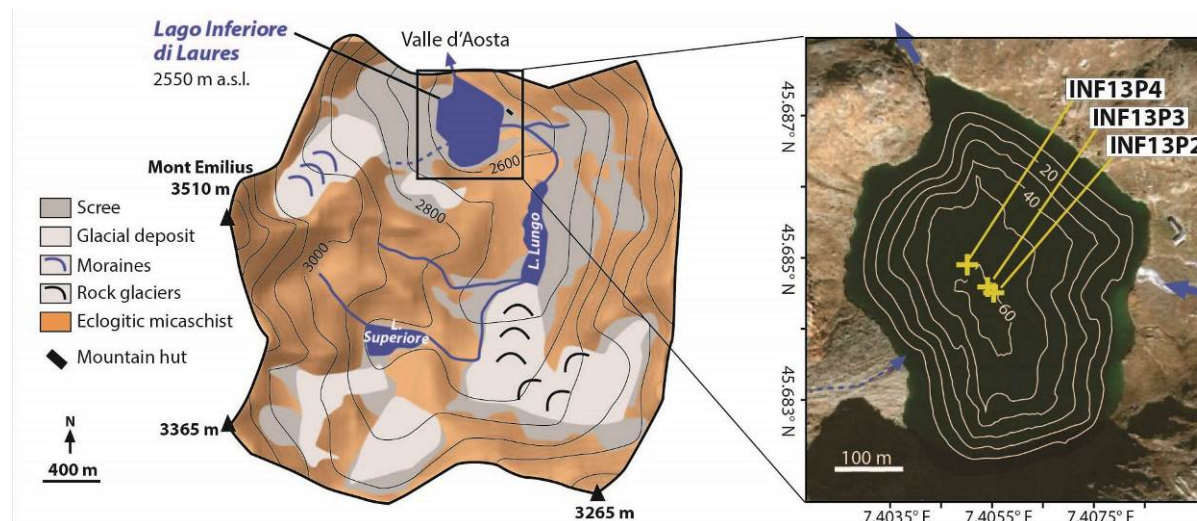 Lago Inferiore
di Laures
2550 m a.s.l.
Valle d'Aosta
Mont Emilius
3510 m
2600
2800
3000
L. Lungo
L.
Superiore
Scree
Glacial deposit
Moraines
Rock glaciers
Eclogitic micaschist
Mountain hut
N
400 m
3365 m
3265 m
INF13P4
INF13P3
INF13P2
20
40
60
45.687° N
45.685° N
45.683° N
100 m
7.4035° E
7.4055° E
7.4075° E